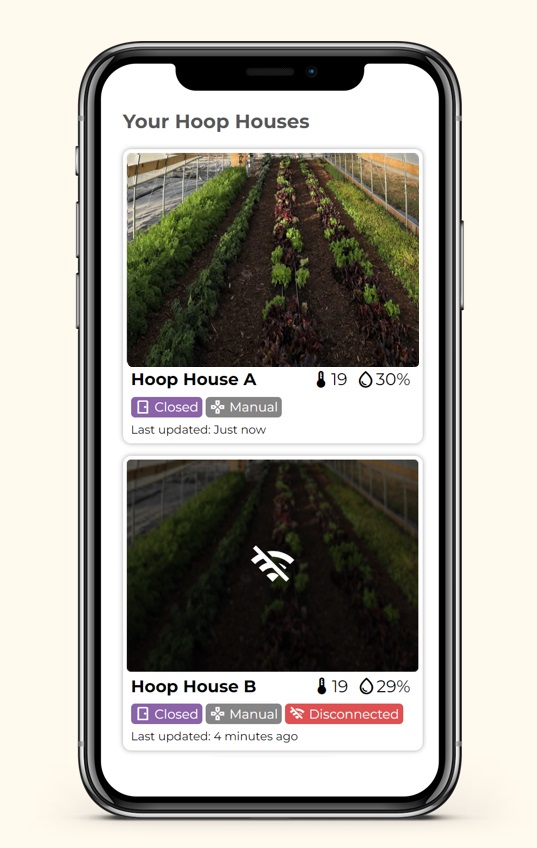 Your Hoop Houses
Hoop House A 19 30%
Closed Manual
Last updated: Just now
Hoop House B 19 29%
Closed Manual Disconnected
Last updated: 4 minutes ago